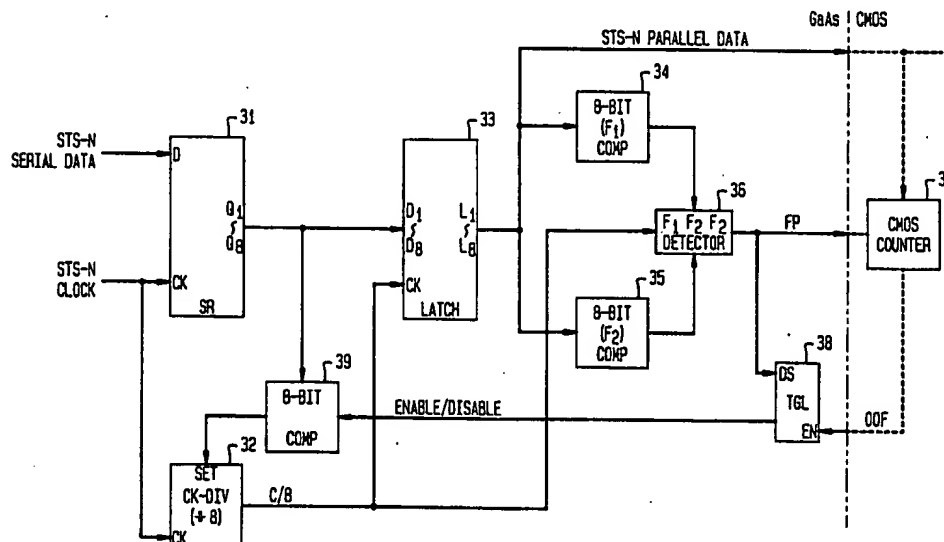 GaAs CMOS
STS-N PARALLEL DATA
34
8-BIT
(F1)
COMP
31
33
STS-N
SERIAL DATA
D
Q1
Q8
D1
D8
L1
L8
36
F1 F2 F2
DETECTOR
FP
CMOS
COUNTER
STS-N
CLOCK
CK
SR
CK
LATCH
35
8-BIT
(F2)
COMP
38
DS
TGL
EN
OOF
39
8-BIT
COMP
ENABLE/DISABLE
32
SET
CK-DIV
(÷8)
CK
C/8